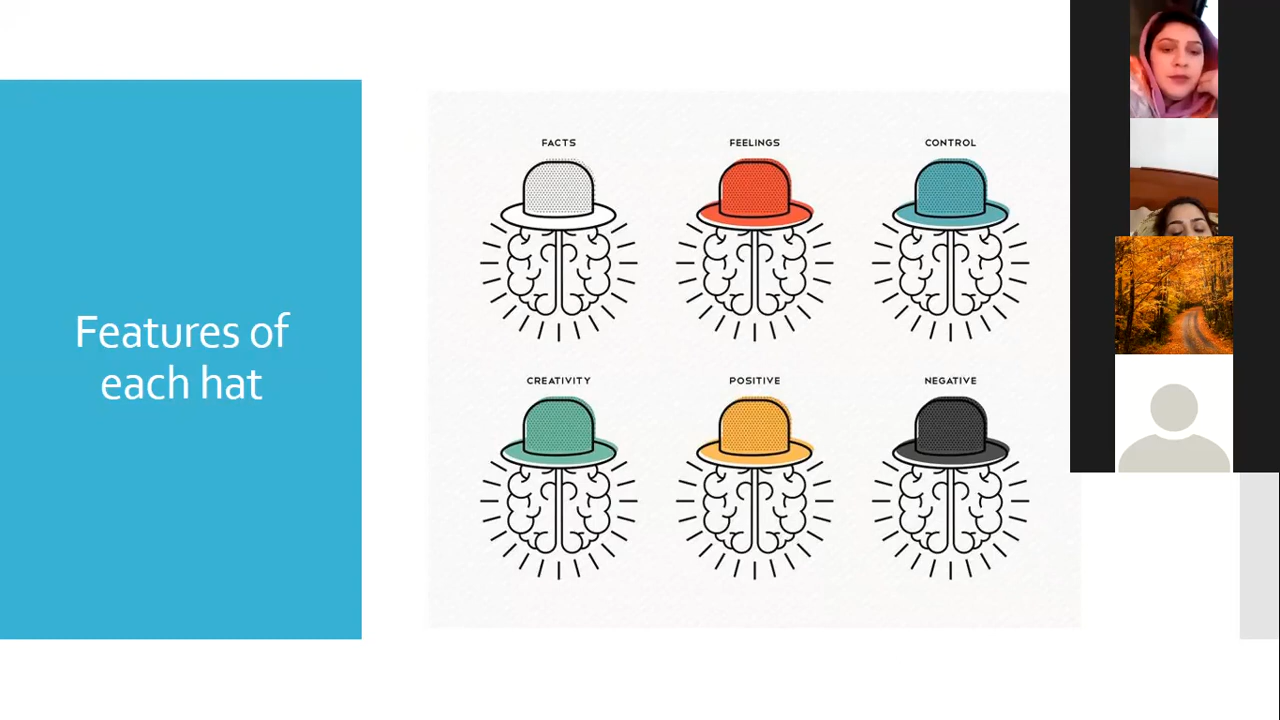 Features of
each hat
FACTS
FEELINGS
CONTROL
CREATIVITY
POSITIVE
NEGATIVE